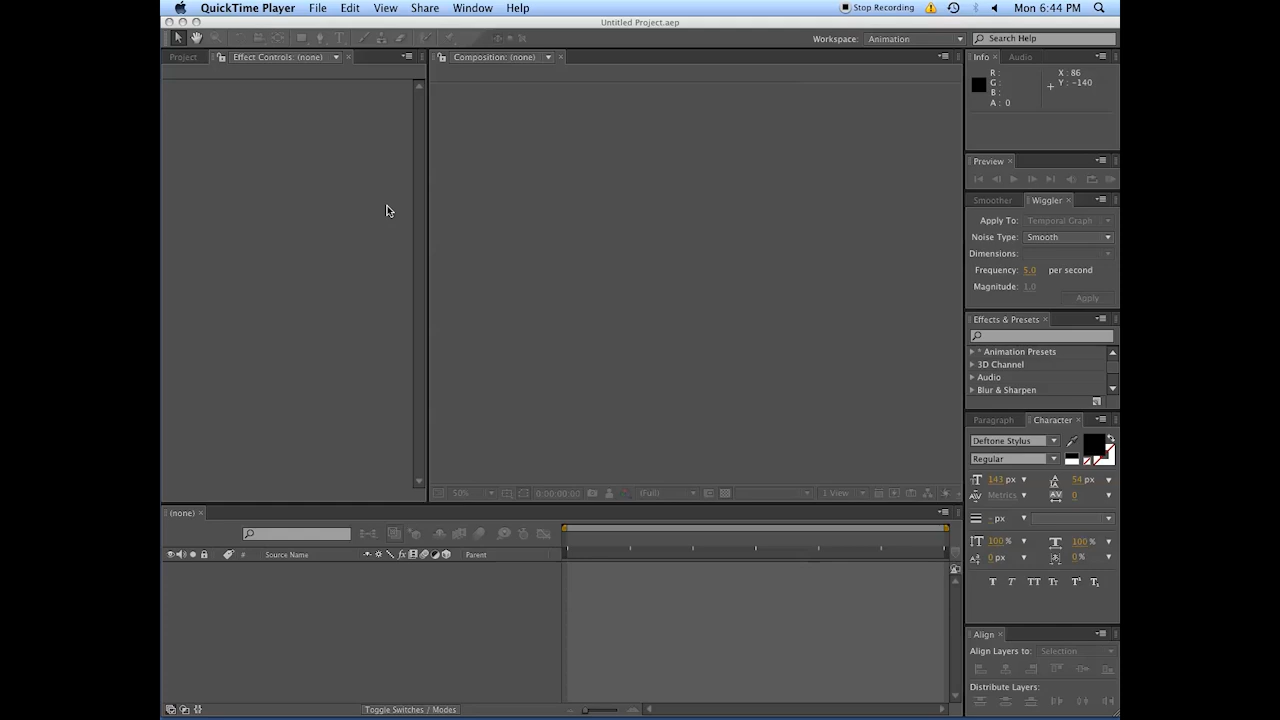 QuickTime Player File Edit View Share Window Help Stop Recording Mon 6:44 PM
Untitled Project.aep
Workspace: Animation Search Help
Project Effect Controls: (none) Composition: (none) Info Audio
R: X: 86
G: Y: -140
B:
A: 0
Preview
Smoother Wiggler
Apply To: Temporal Graph
Noise Type: Smooth
Dimensions:
Frequency: 5.0 per second
Magnitude: 1.0
Apply
Effects & Presets
* Animation Presets
3D Channel
Audio
Blur & Sharpen
Paragraph Character
Deftone Stylus
Regular
143 px 54 px
Metrics 0
- px
100 % 100 %
0 px 0 %
T T TT Tr T¹ T₁
50% 0:00:00:00 (Full) 1 View
(none)
# Source Name fx Parent
Align
Align Layers to: Selection
Distribute Layers:
Toggle Switches / Modes